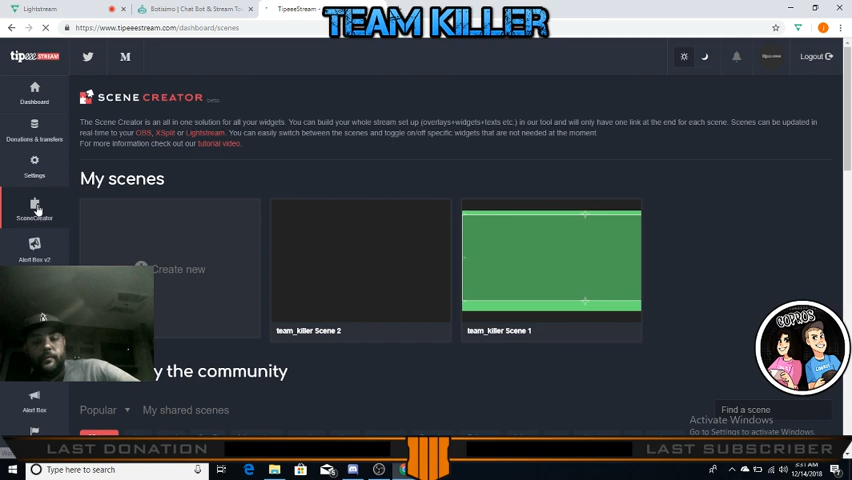 Lightstream
Botisimo | Chat Bot & Stream To
TipeeeStream -
TEAM KILLER
https://www.tipeeestream.com/dashboard/scenes
tipeeeSTREAM
Logout
Dashboard
Donations & transfers
Settings
SceneCreator
Alert Box v2
Alert Box
SCENE CREATOR beta
The Scene Creator is an all in one solution for all your widgets. You can build your whole stream set up (overlays+widgets+texts etc.) in our tool and will only have one link at the end for each scene. Scenes can be updated in
real-time to your OBS, XSplit or Lightstream. You can easily switch between the scenes and toggle on/off specific widgets that are not needed at the moment
For more information check out our tutorial video.
My scenes
Create new
team_killer Scene 2
team_killer Scene 1
y the community
Popular
My shared scenes
Find a scene
COPROS
Activate Windows
Go to Settings to activate Windows.
LAST DONATION
LAST SUBSCRIBER
Type here to search
5:31 AM
12/14/2018